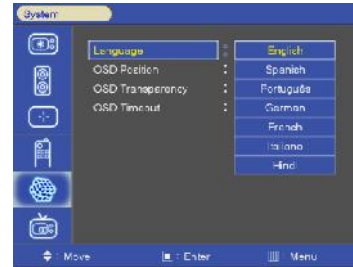 System
Language : English
OSD Position : Spanish
OSD Transparency : Português
OSD Timeout : German
French
Italiano
Hindi
: Move : Enter : Menu